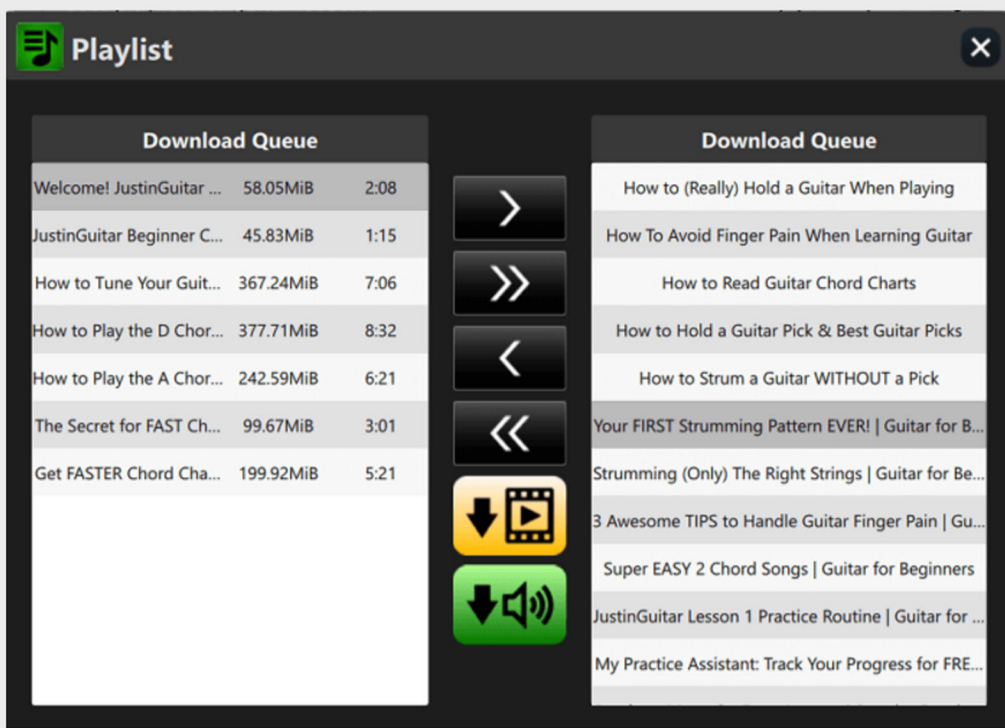 Playlist
Download Queue
Welcome! JustinGuitar ... 58.05MiB 2:08
JustinGuitar Beginner C... 45.83MiB 1:15
How to Tune Your Guit... 367.24MiB 7:06
How to Play the D Chor... 377.71MiB 8:32
How to Play the A Chor... 242.59MiB 6:21
The Secret for FAST Ch... 99.67MiB 3:01
Get FASTER Chord Cha... 199.92MiB 5:21
Download Queue
How to (Really) Hold a Guitar When Playing
How To Avoid Finger Pain When Learning Guitar
How to Read Guitar Chord Charts
How to Hold a Guitar Pick & Best Guitar Picks
How to Strum a Guitar WITHOUT a Pick
Your FIRST Strumming Pattern EVER! | Guitar for B...
Strumming (Only) The Right Strings | Guitar for Be...
3 Awesome TIPS to Handle Guitar Finger Pain | Gu...
Super EASY 2 Chord Songs | Guitar for Beginners
JustinGuitar Lesson 1 Practice Routine | Guitar for ...
My Practice Assistant: Track Your Progress for FRE...